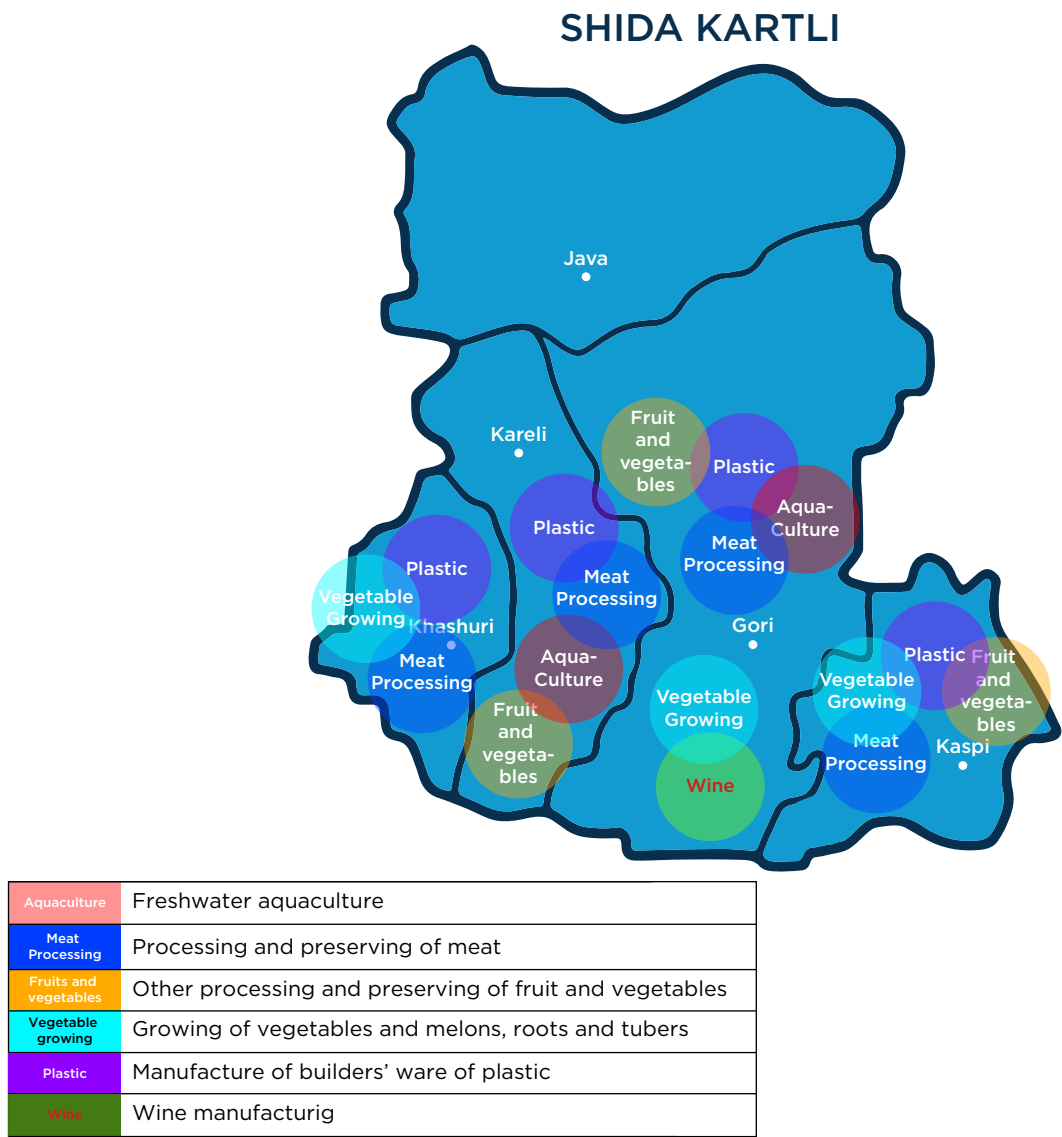 SHIDA KARTLI
Java
Kareli
Fruit
and
vegeta-
bles
Plastic
Aqua-
Culture
Meat
Processing
Plastic
Meat
Processing
Plastic
Vegetable
Growing
Khashuri
Meat
Processing
Aqua-
Culture
Fruit
and
vegeta-
bles
Gori
Vegetable
Growing
Wine
Plastic
Fruit
and
vegeta-
bles
Vegetable
Growing
Meat
Processing
Kaspi
Aquaculture
Freshwater aquaculture
Meat
Processing
Processing and preserving of meat
Fruits and
vegetables
Other processing and preserving of fruit and vegetables
Vegetable
growing
Growing of vegetables and melons, roots and tubers
Plastic
Manufacture of builders’ ware of plastic
Wine
Wine manufacturig